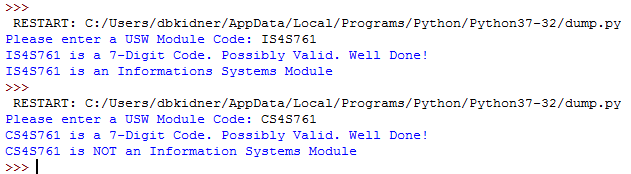 >>>
RESTART: C:/Users/dbkidner/AppData/Local/Programs/Python/Python37-32/dump.py
Please enter a USW Module Code: IS4S761
IS4S761 is a 7-Digit Code. Possibly Valid. Well Done!
IS4S761 is an Informations Systems Module
>>>
RESTART: C:/Users/dbkidner/AppData/Local/Programs/Python/Python37-32/dump.py
Please enter a USW Module Code: CS4S761
CS4S761 is a 7-Digit Code. Possibly Valid. Well Done!
CS4S761 is NOT an Information Systems Module
>>>